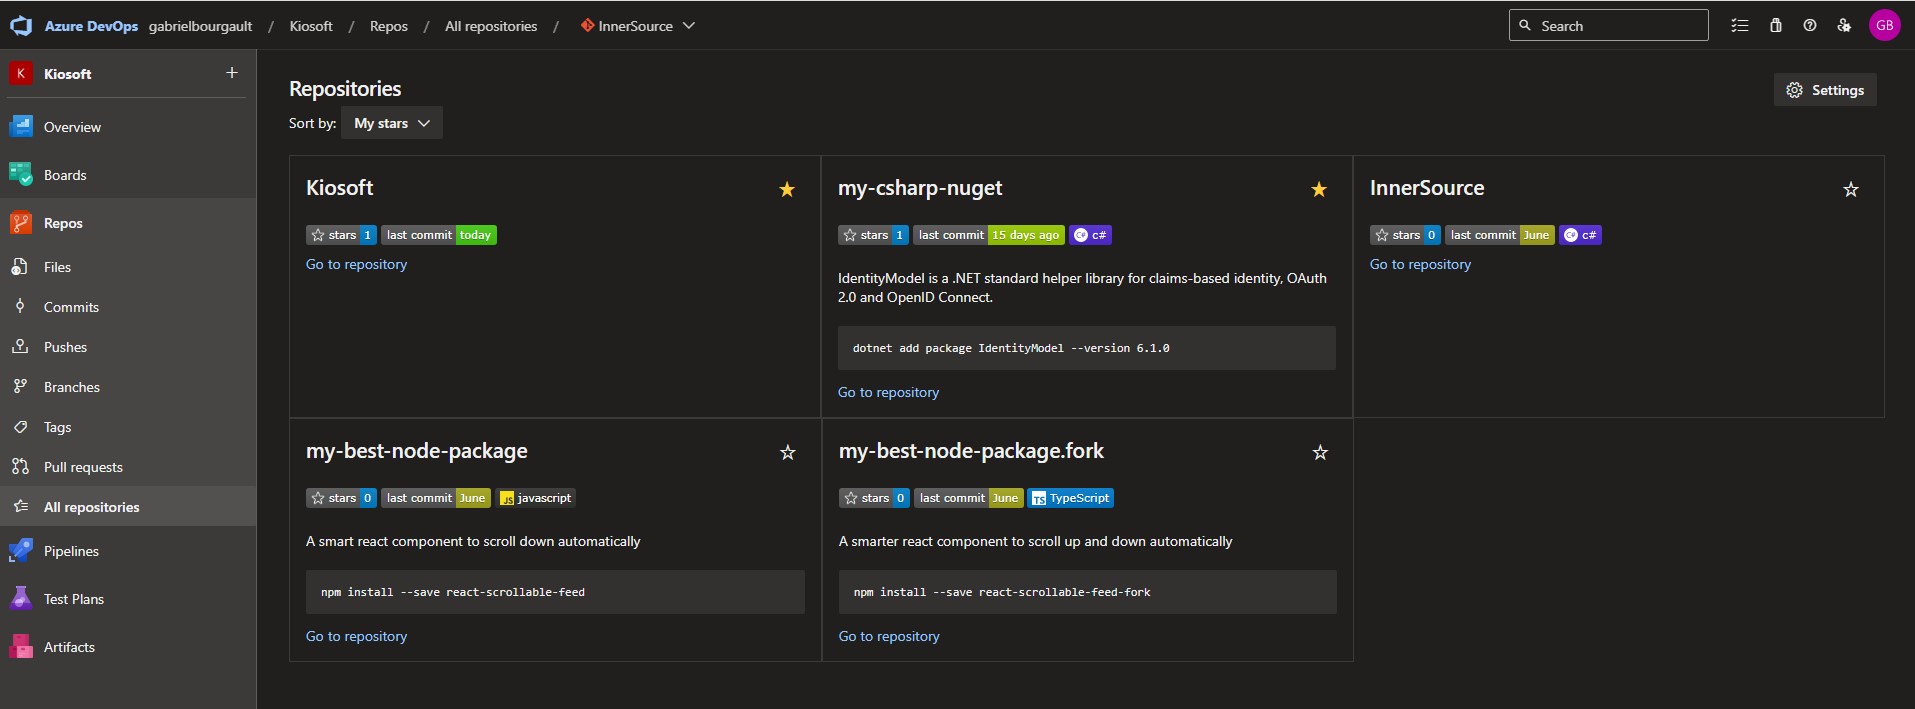 Azure DevOps gabrielbourgault / Kiosoft / Repos / All repositories / InnerSource
Search
GB
K Kiosoft +
Overview
Boards
Repos
Files
Commits
Pushes
Branches
Tags
Pull requests
All repositories
Pipelines
Test Plans
Artifacts
Repositories
Settings
Sort by: My stars
Kiosoft
stars 1 last commit today
Go to repository
my-csharp-nuget
stars 1 last commit 15 days ago C# c#
IdentityModel is a .NET standard helper library for claims-based identity, OAuth
2.0 and OpenID Connect.
dotnet add package IdentityModel --version 6.1.0
Go to repository
InnerSource
stars 0 last commit June C# c#
Go to repository
my-best-node-package
stars 0 last commit June JS javascript
A smart react component to scroll down automatically
npm install --save react-scrollable-feed
Go to repository
my-best-node-package.fork
stars 0 last commit June TS TypeScript
A smarter react component to scroll up and down automatically
npm install --save react-scrollable-feed-fork
Go to repository